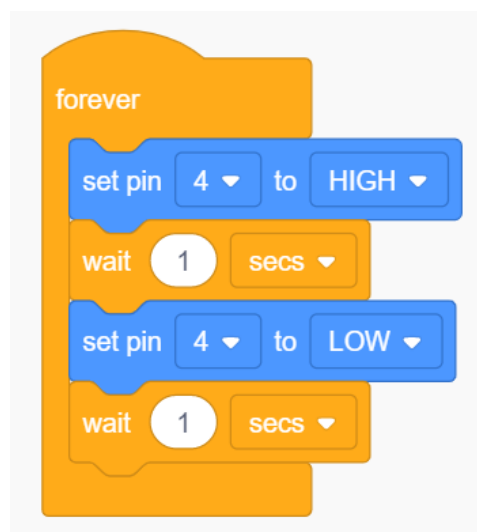 forever
set pin 4 to HIGH
wait 1 secs
set pin 4 to LOW
wait 1 secs